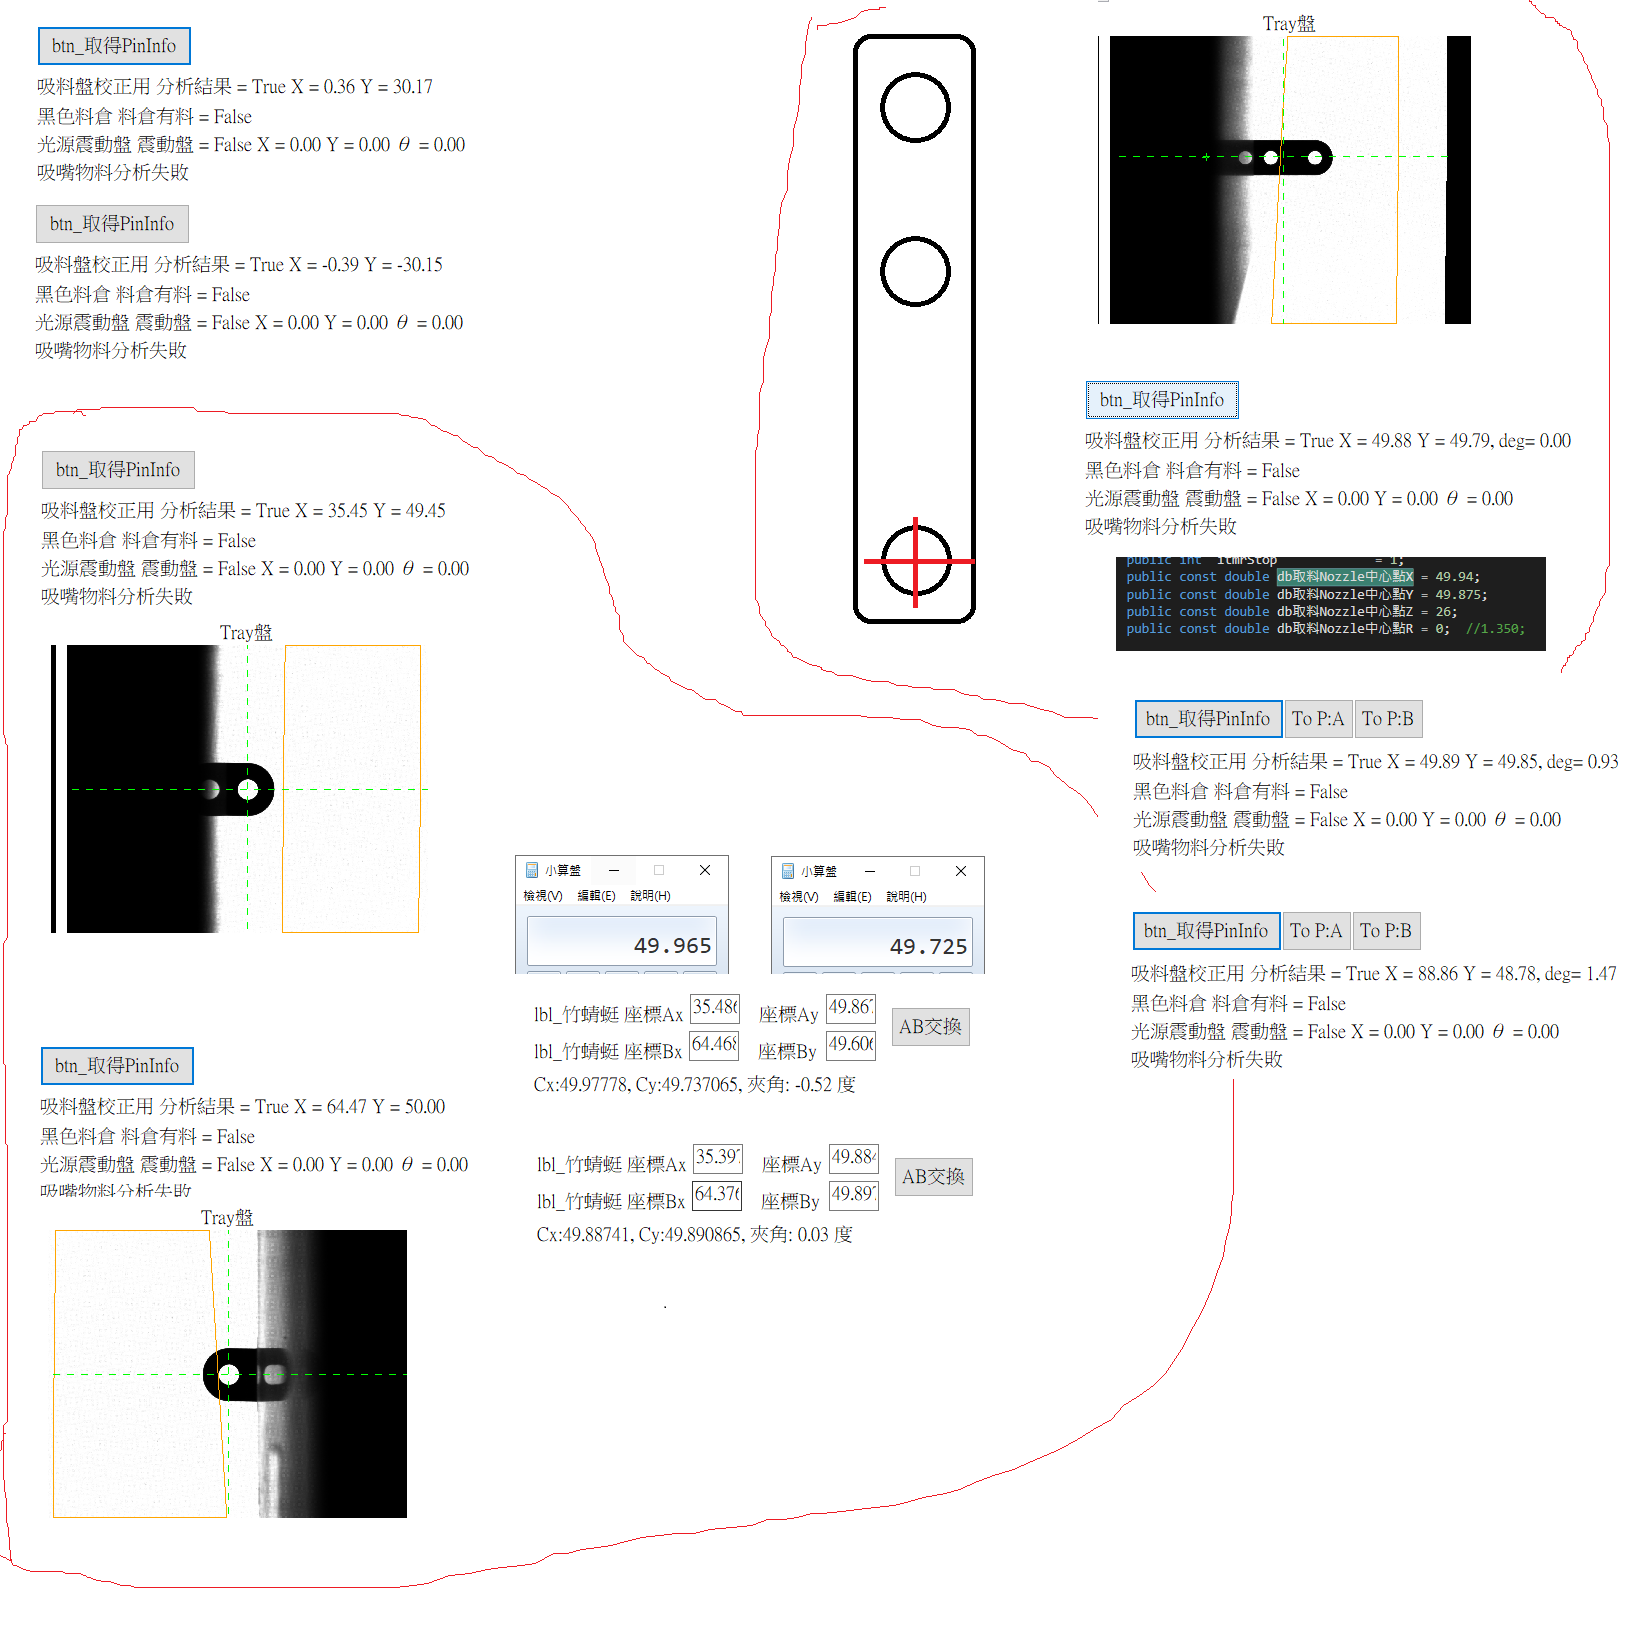 btn_取得PinInfo
吸料盤校正用 分析結果 = True X = 0.36 Y = 30.17
黑色料倉 料倉有料 = False
光源震動盤 震動盤 = False X = 0.00 Y = 0.00 θ = 0.00
吸嘴物料分析失敗
btn_取得PinInfo
吸料盤校正用 分析結果 = True X = -0.39 Y = -30.15
黑色料倉 料倉有料 = False
光源震動盤 震動盤 = False X = 0.00 Y = 0.00 θ = 0.00
吸嘴物料分析失敗
btn_取得PinInfo
吸料盤校正用 分析結果 = True X = 35.45 Y = 49.45
黑色料倉 料倉有料 = False
光源震動盤 震動盤 = False X = 0.00 Y = 0.00 θ = 0.00
吸嘴物料分析失敗
Tray盤
btn_取得PinInfo
吸料盤校正用 分析結果 = True X = 64.47 Y = 50.00
黑色料倉 料倉有料 = False
光源震動盤 震動盤 = False X = 0.00 Y = 0.00 θ = 0.00
吸嘴物料分析失敗
Tray盤
小算盤
檢視(V) 編輯(E) 說明(H)
49.965
小算盤
檢視(V) 編輯(E) 說明(H)
49.725
lbl_竹蜻蜓 座標Ax 35.486 座標Ay 49.867
lbl_竹蜻蜓 座標Bx 64.468 座標By 49.606
AB交換
Cx:49.97778, Cy:49.737065, 夾角: -0.52 度
lbl_竹蜻蜓 座標Ax 35.397 座標Ay 49.884
lbl_竹蜻蜓 座標Bx 64.376 座標By 49.897
AB交換
Cx:49.88741, Cy:49.890865, 夾角: 0.03 度
Tray盤
btn_取得PinInfo
吸料盤校正用 分析結果 = True X = 49.88 Y = 49.79, deg= 0.00
黑色料倉 料倉有料 = False
光源震動盤 震動盤 = False X = 0.00 Y = 0.00 θ = 0.00
吸嘴物料分析失敗
public int itmrStop = 1;
public const double db取料Nozzle中心點X = 49.94;
public const double db取料Nozzle中心點Y = 49.875;
public const double db取料Nozzle中心點Z = 26;
public const double db取料Nozzle中心點R = 0; //1.350;
btn_取得PinInfo To P:A To P:B
吸料盤校正用 分析結果 = True X = 49.89 Y = 49.85, deg= 0.93
黑色料倉 料倉有料 = False
光源震動盤 震動盤 = False X = 0.00 Y = 0.00 θ = 0.00
吸嘴物料分析失敗
btn_取得PinInfo To P:A To P:B
吸料盤校正用 分析結果 = True X = 88.86 Y = 48.78, deg= 1.47
黑色料倉 料倉有料 = False
光源震動盤 震動盤 = False X = 0.00 Y = 0.00 θ = 0.00
吸嘴物料分析失敗